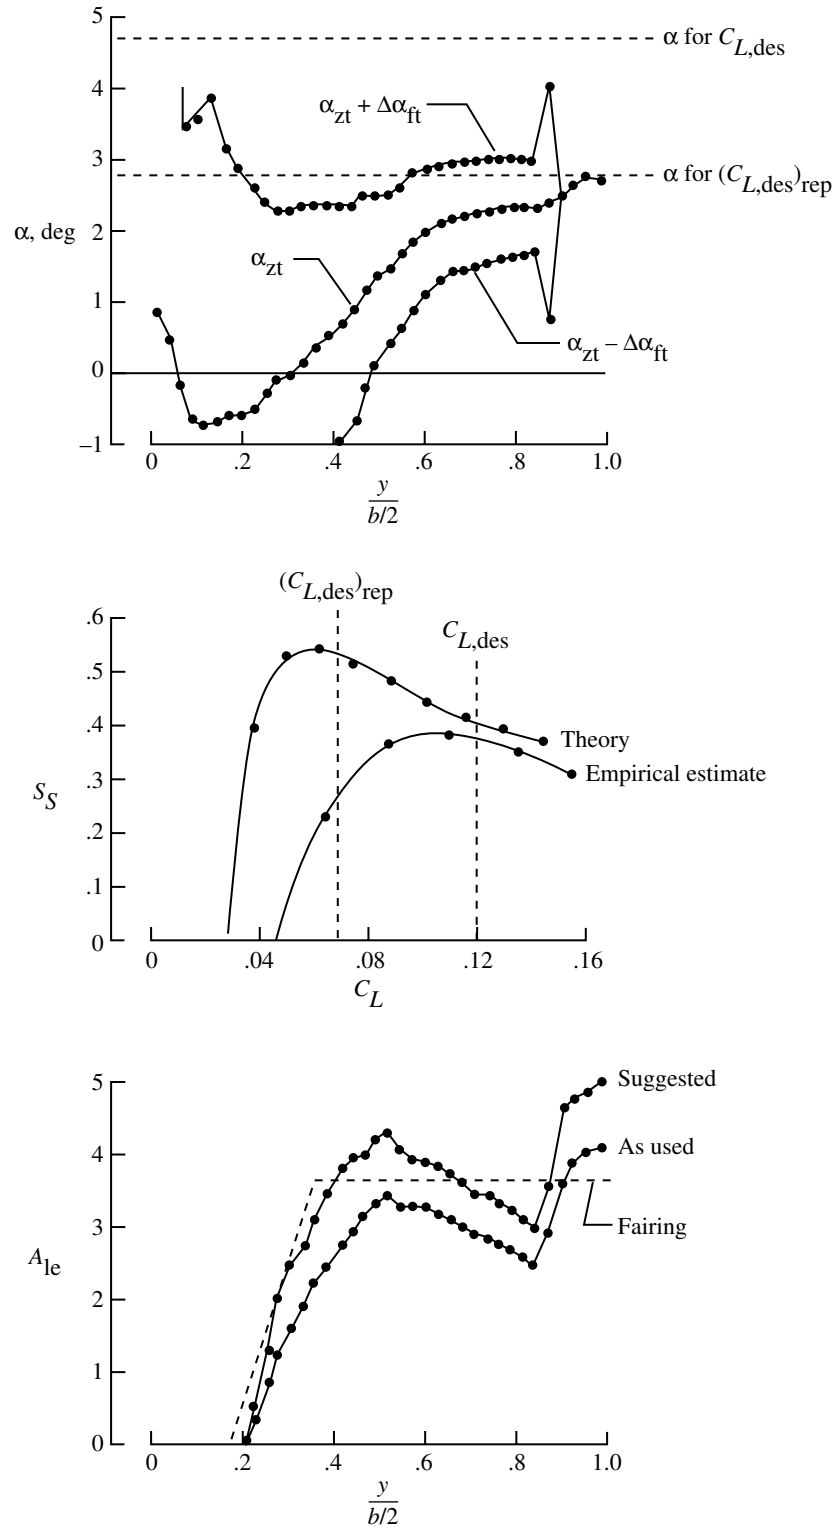 5
α for C_L,des
4
α_zt + Δα_ft
3
α for (C_L,des)_rep
α, deg
2
α_zt
1
α_zt – Δα_ft
0
–1
0 .2 .4 .6 .8 1.0
y
b/2
(C_L,des)_rep
C_L,des
.6
.5
.4
Theory
Empirical estimate
.3
S_S
.2
.1
0
0 .04 .08 .12 .16
C_L
5
Suggested
4
As used
Fairing
3
A_le
2
1
0
0 .2 .4 .6 .8 1.0
y
b/2